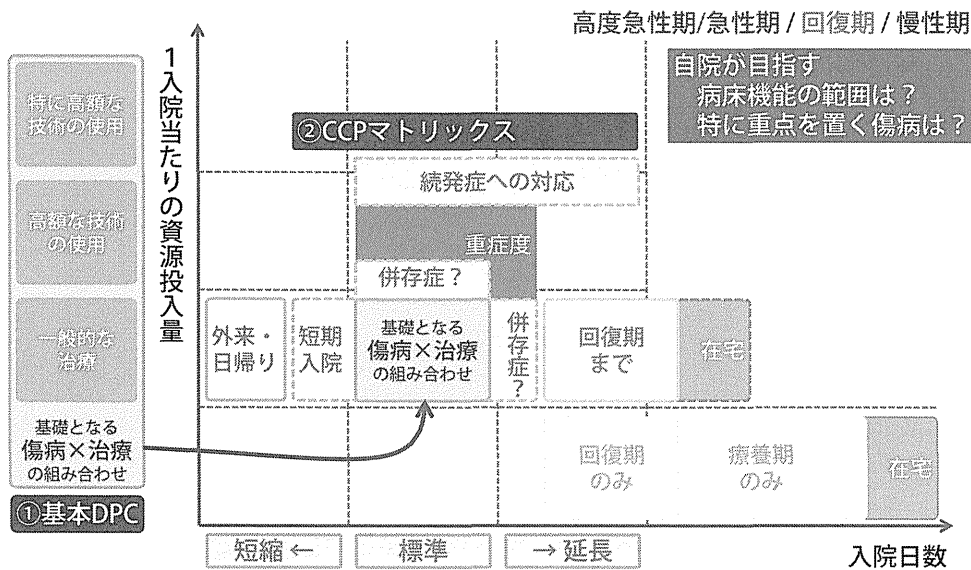 高度急性期/急性期 / 回復期 / 慢性期
自院が目指す
病床機能の範囲は？
特に重点を置く傷病は？
1入院当たりの資源投入量
特に高額な
技術の使用
高額な技術
の使用
一般的な
治療
基礎となる
傷病×治療
の組み合わせ
①基本DPC
②CCPマトリックス
続発症への対応
重症度
併存症？
外来・
日帰り
短期
入院
基礎となる
傷病×治療
の組み合わせ
併存症？
回復期
まで
在宅
回復期
のみ
療養期
のみ
在宅
短縮 ←
標準
→ 延長
入院日数